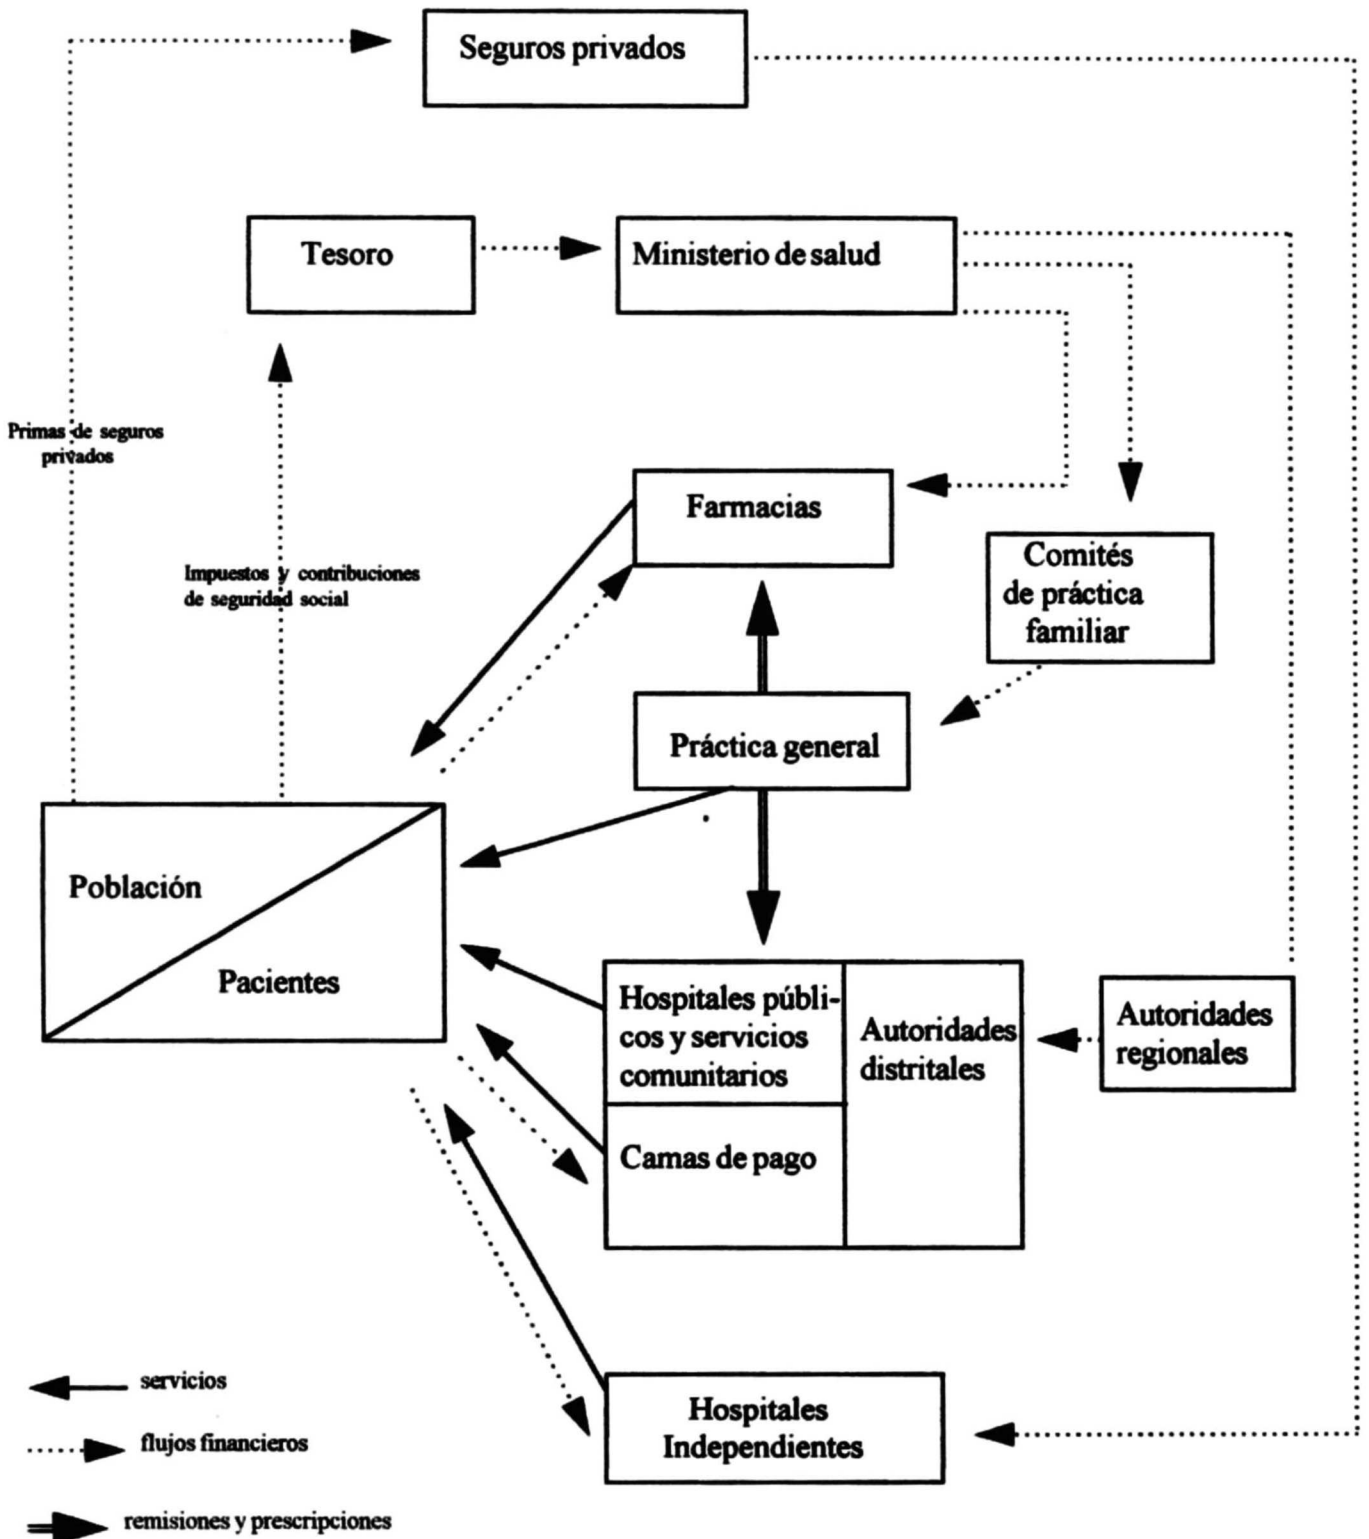 Seguros privados
Tesoro
Ministerio de salud
Primas de seguros
privados
Farmacias
Impuestos y contribuciones
de seguridad social
Comités
de práctica
familiar
Práctica general
Población
Pacientes
Hospitales públi-
cos y servicios
comunitarios
Autoridades
distritales
Autoridades
regionales
Camas de pago
servicios
flujos financieros
remisiones y prescripciones
Hospitales
Independientes